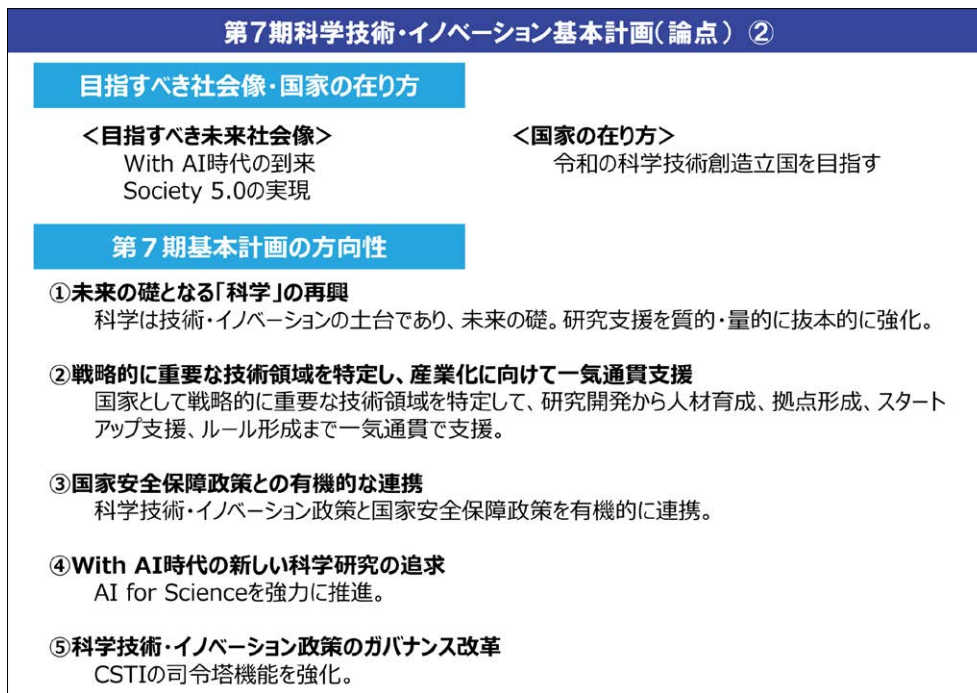 第7期科学技術・イノベーション基本計画(論点) ②
目指すべき社会像・国家の在り方
<目指すべき未来社会像>
With AI時代の到来
Society 5.0の実現
<国家の在り方>
令和の科学技術創造立国を目指す
第7期基本計画の方向性
①未来の礎となる「科学」の再興
科学は技術・イノベーションの土台であり、未来の礎。研究支援を質的・量的に抜本的に強化。
②戦略的に重要な技術領域を特定し、産業化に向けて一気通貫支援
国家として戦略的に重要な技術領域を特定して、研究開発から人材育成、拠点形成、スタート
アップ支援、ルール形成まで一気通貫で支援。
③国家安全保障政策との有機的な連携
科学技術・イノベーション政策と国家安全保障政策を有機的に連携。
④With AI時代の新しい科学研究の追求
AI for Scienceを強力に推進。
⑤科学技術・イノベーション政策のガバナンス改革
CSTIの司令塔機能を強化。